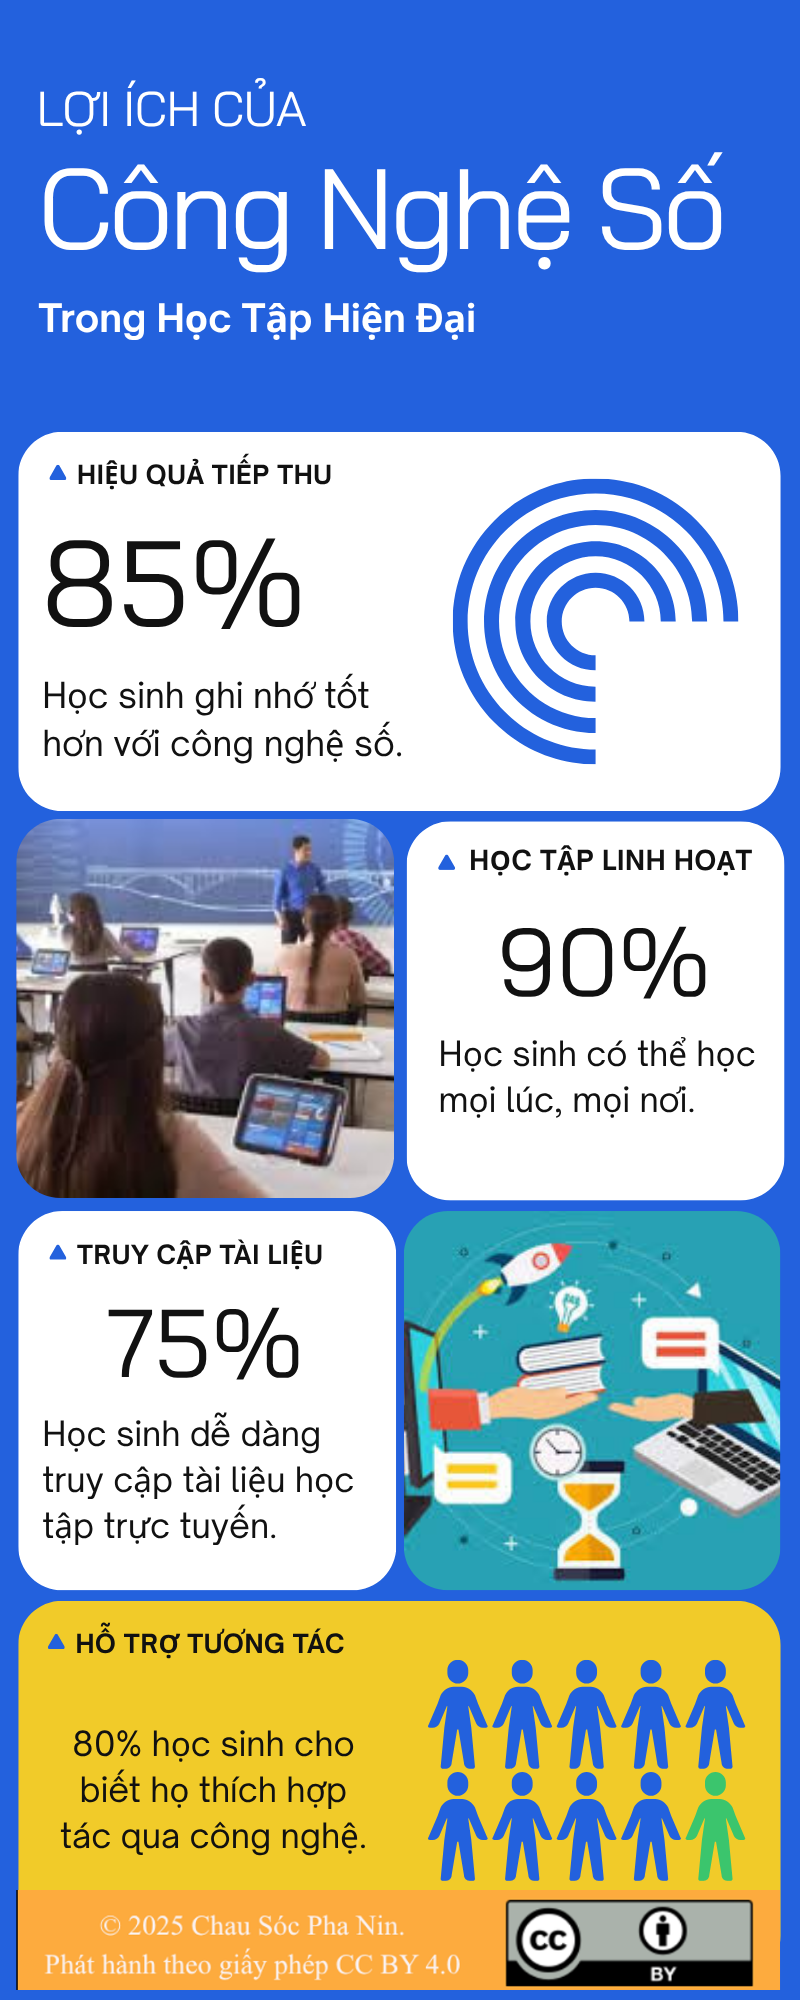 LỢI ÍCH CỦA
Công Nghệ Số
Trong Học Tập Hiện Đại
HIỆU QUẢ TIẾP THU
85%
Học sinh ghi nhớ tốt
hơn với công nghệ số.
HỌC TẬP LINH HOẠT
90%
Học sinh có thể học
mọi lúc, mọi nơi.
TRUY CẬP TÀI LIỆU
75%
Học sinh dễ dàng
truy cập tài liệu học
tập trực tuyến.
HỖ TRỢ TƯƠNG TÁC
80% học sinh cho
biết họ thích hợp
tác qua công nghệ.
© 2025 Chau Sóc Pha Nin.
Phát hành theo giấy phép CC BY 4.0
CC
BY